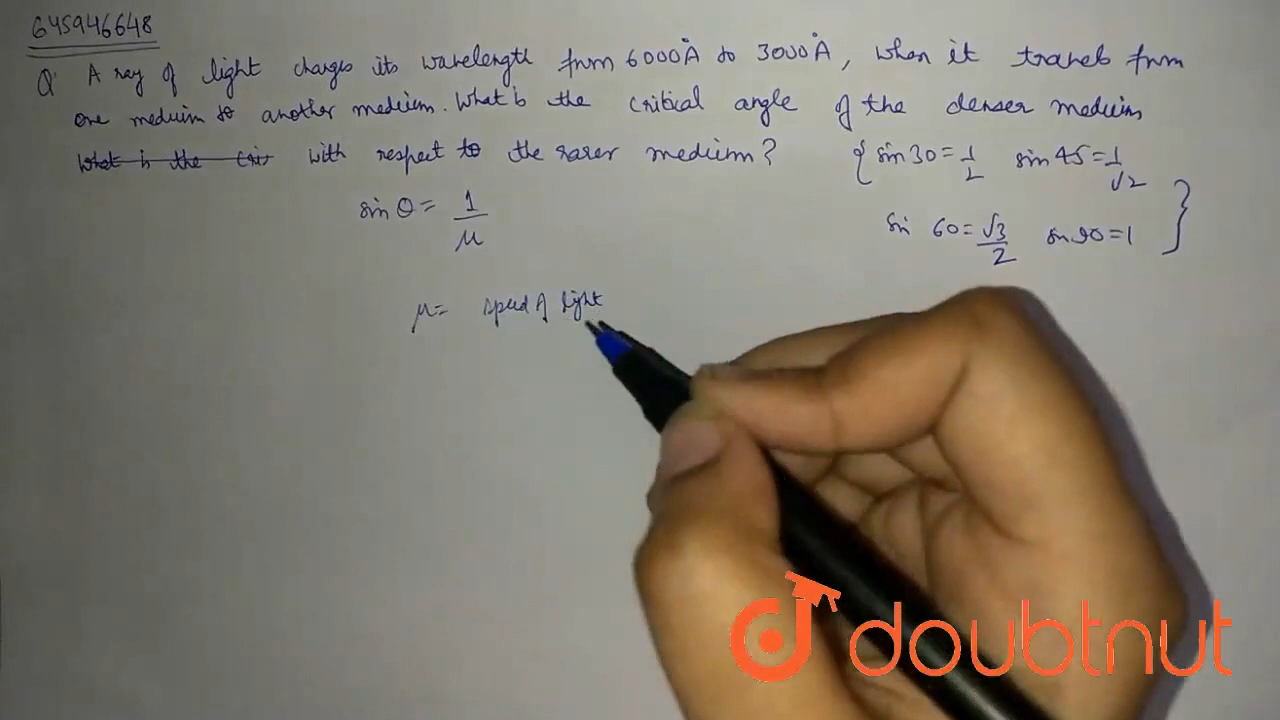 645946648
Q. A ray of light changes its wavelength from 6000Å to 3000Å, when it travels from
one medium to another medium. What is the critical angle of the denser medium
What is the cri with respect to the rarer medium? { sin 30 = 1/2 sin 45 = 1/√2
sin θ = 1/μ
sin 60 = √3/2 sin 90 = 1 }
μ = speed of light
doubtnut